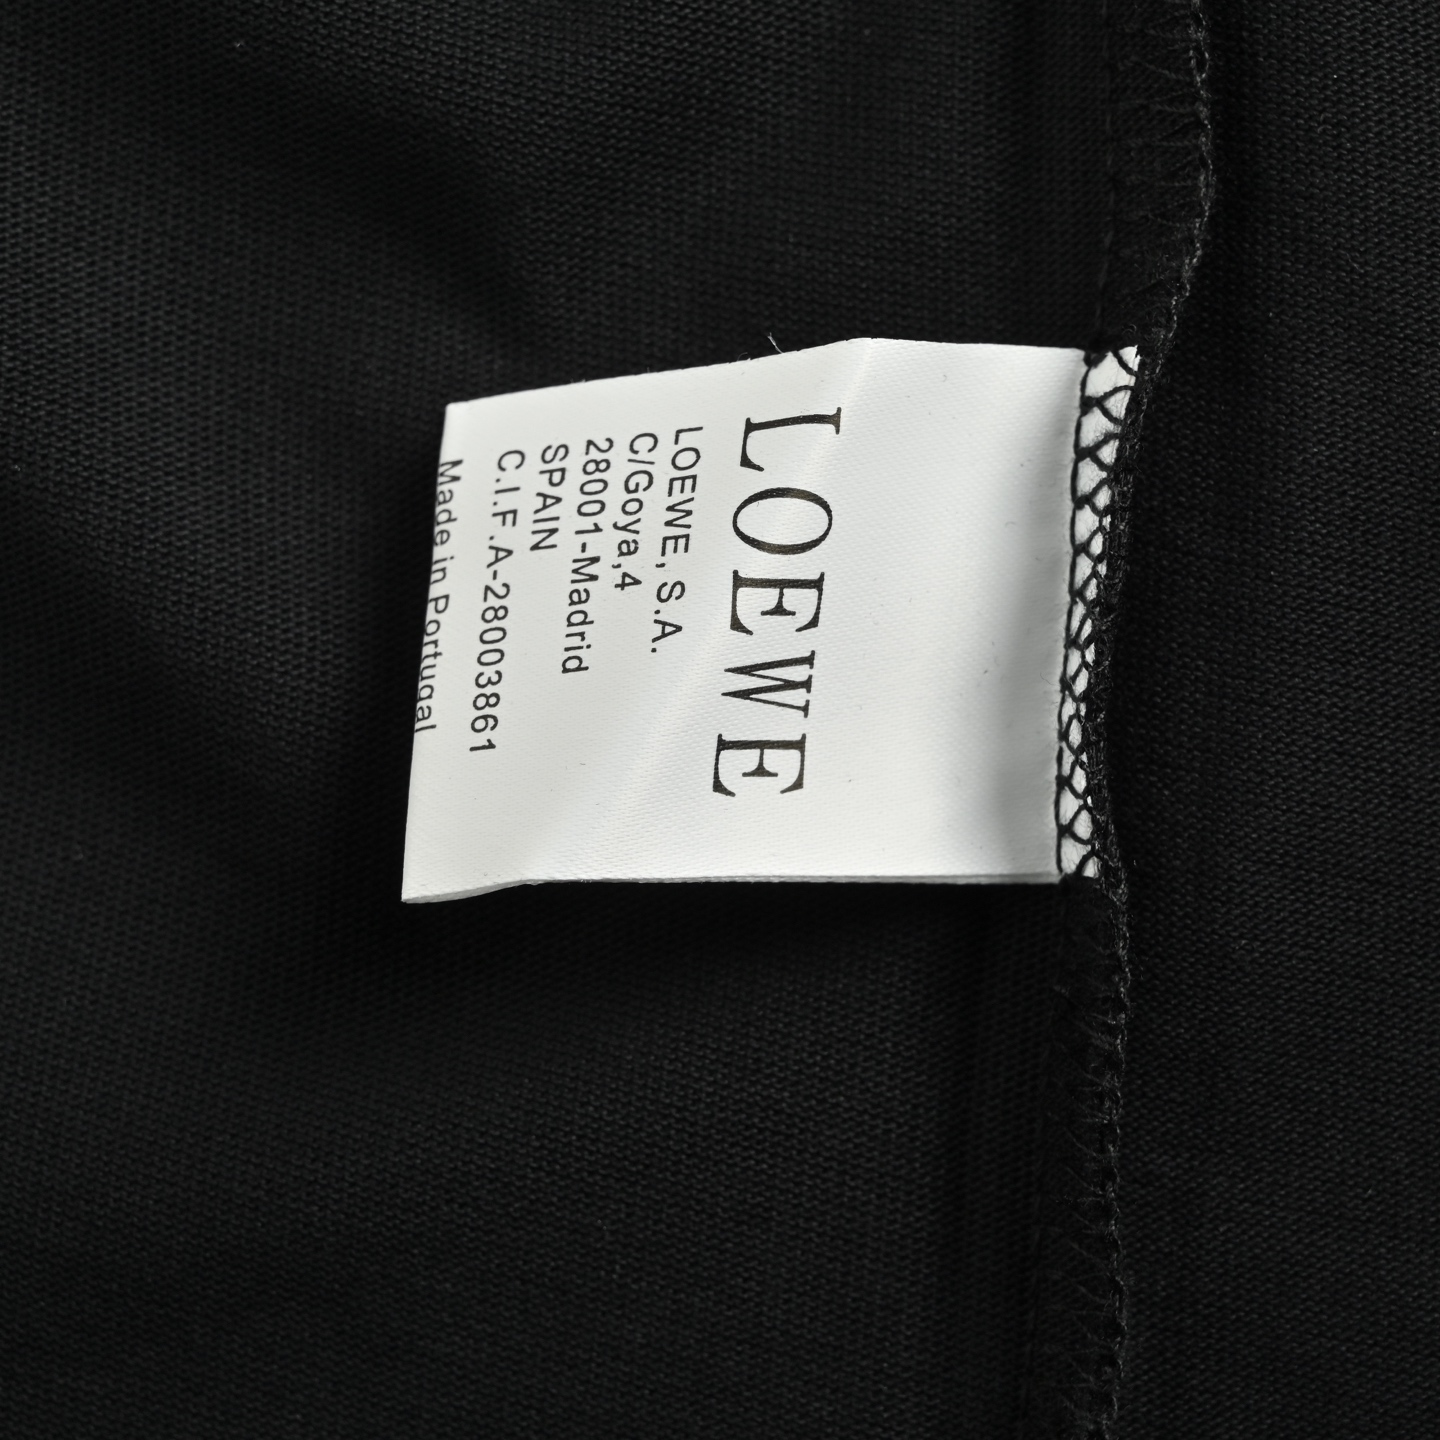 LOEWE
LOEWE, S.A.
C/Goya,4
28001-Madrid
SPAIN
C.I.F.A-28003861
Made in Portugal